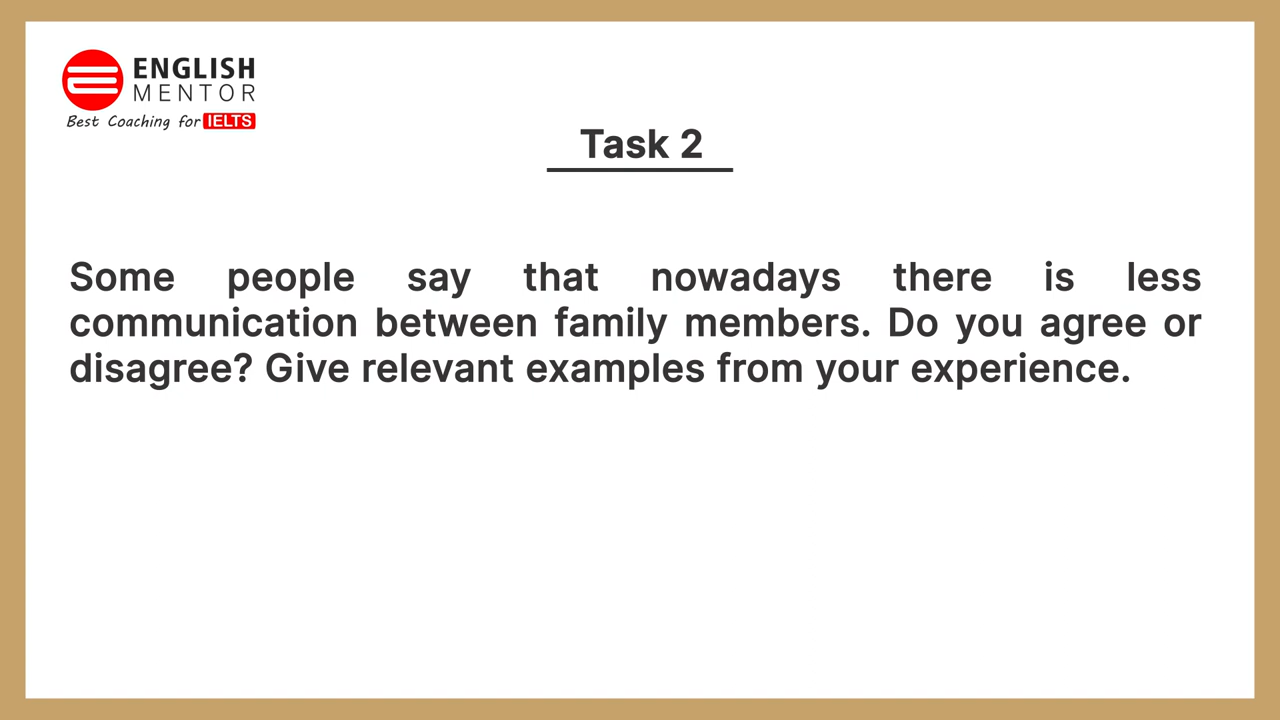 ENGLISH
MENTOR
Best Coaching for IELTS
Task 2
Some people say that nowadays there is less
communication between family members. Do you agree or
disagree? Give relevant examples from your experience.